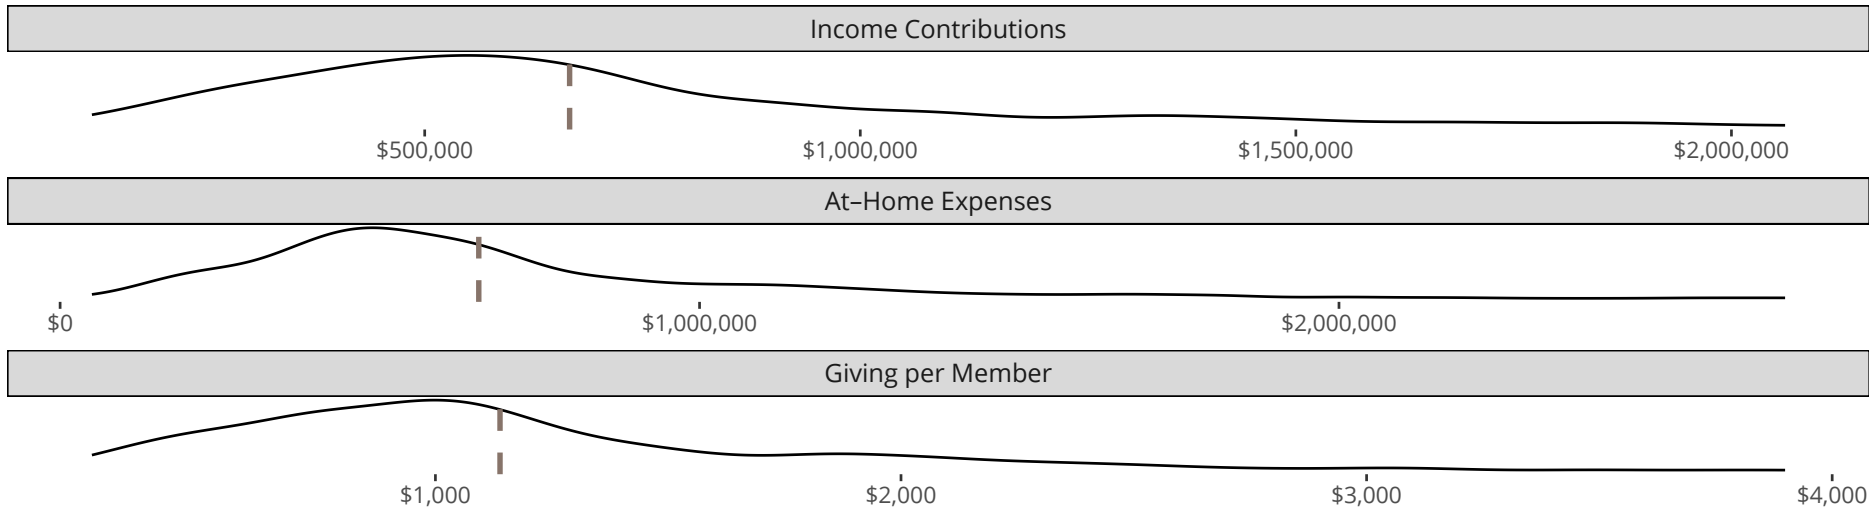 Income Contributions
$500,000 $1,000,000 $1,500,000 $2,000,000
At–Home Expenses
$0 $1,000,000 $2,000,000
Giving per Member
$1,000 $2,000 $3,000 $4,000